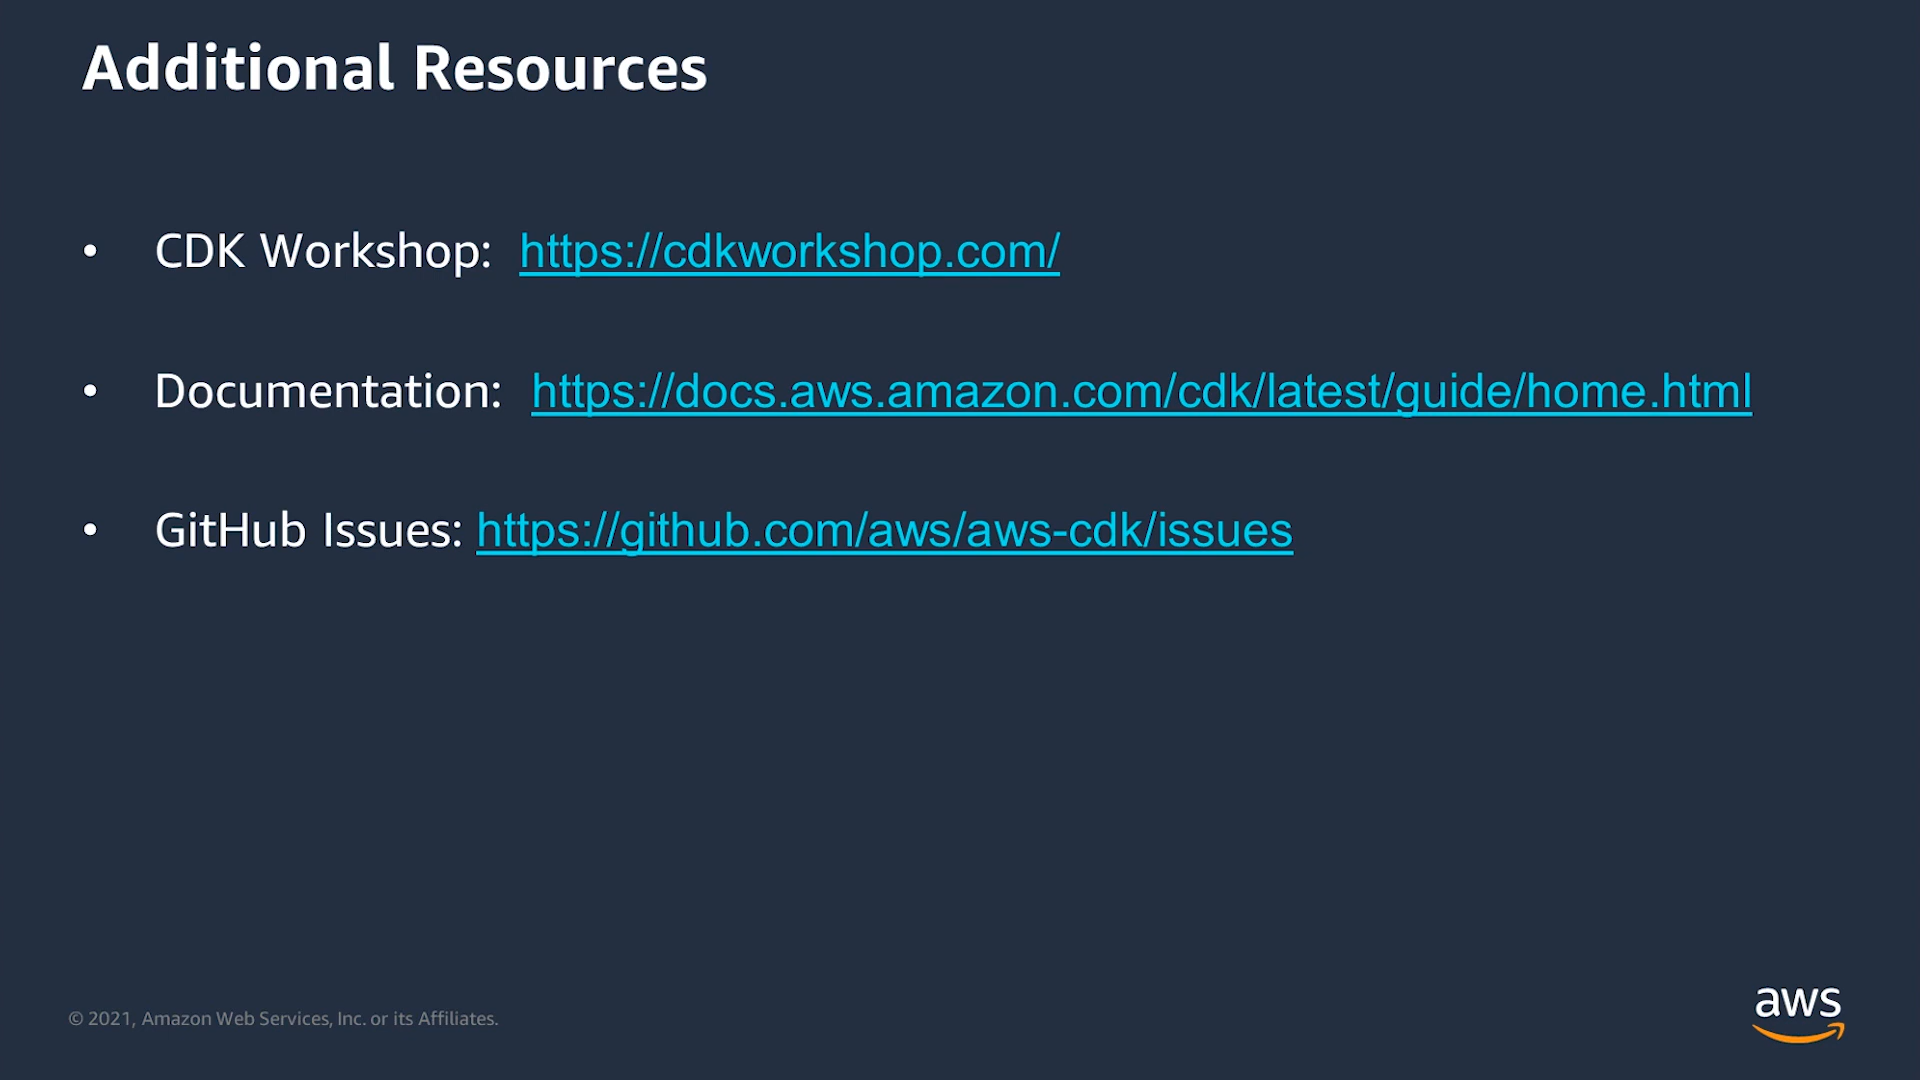 Additional Resources
• CDK Workshop: https://cdkworkshop.com/
• Documentation: https://docs.aws.amazon.com/cdk/latest/guide/home.html
• GitHub Issues: https://github.com/aws/aws-cdk/issues
© 2021, Amazon Web Services, Inc. or its Affiliates.
aws